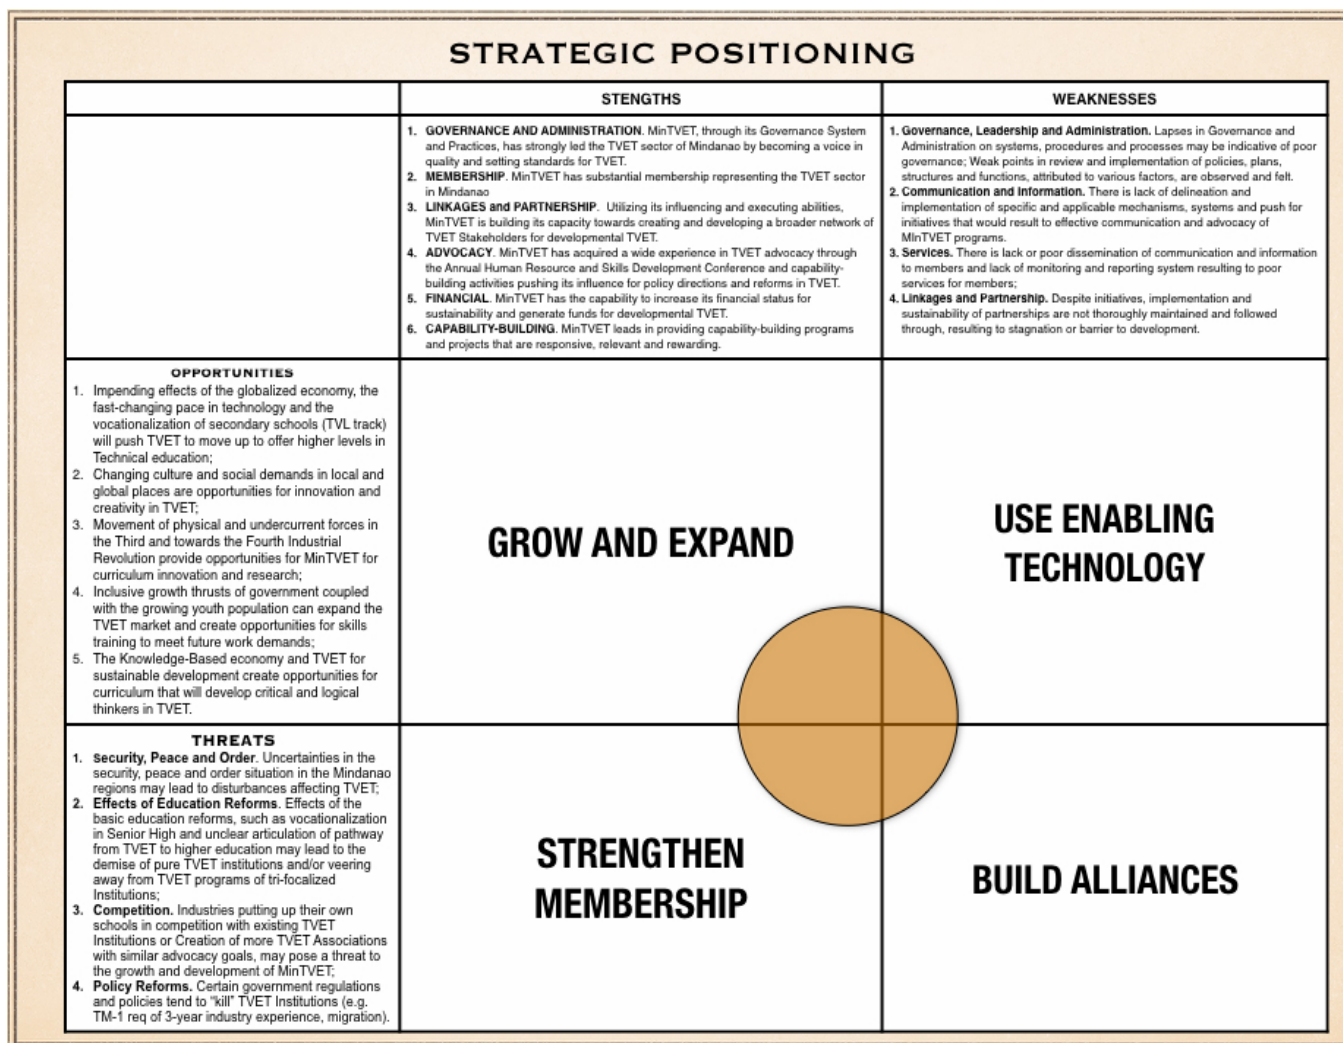 STRATEGIC POSITIONING
STENGTHS
WEAKNESSES
1. GOVERNANCE AND ADMINISTRATION. MinTVET, through its Governance System
and Practices, has strongly led the TVET sector of Mindanao by becoming a voice in
quality and setting standards for TVET.
2. MEMBERSHIP. MinTVET has substantial membership representing the TVET sector
in Mindanao
3. LINKAGES and PARTNERSHIP. Utilizing its influencing and executing abilities,
MinTVET is building its capacity towards creating and developing a broader network of
TVET Stakeholders for developmental TVET.
4. ADVOCACY. MinTVET has acquired a wide experience in TVET advocacy through
the Annual Human Resource and Skills Development Conference and capability-
building activities pushing its influence for policy directions and reforms in TVET.
5. FINANCIAL. MinTVET has the capability to increase its financial status for
sustainability and generate funds for developmental TVET.
6. CAPABILITY-BUILDING. MinTVET leads in providing capability-building programs
and projects that are responsive, relevant and rewarding.
1. Governance, Leadership and Administration. Lapses in Governance and
Administration on systems, procedures and processes may be indicative of poor
governance; Weak points in review and implementation of policies, plans,
structures and functions, attributed to various factors, are observed and felt.
2. Communication and Information. There is lack of delineation and
implementation of specific and applicable mechanisms, systems and push for
initiatives that would result to effective communication and advocacy of
MInTVET programs.
3. Services. There is lack or poor dissemination of communication and information
to members and lack of monitoring and reporting system resulting to poor
services for members;
4. Linkages and Partnership. Despite initiatives, implementation and
sustainability of partnerships are not thoroughly maintained and followed
through, resulting to stagnation or barrier to development.
OPPORTUNITIES
1. Impending effects of the globalized economy, the
fast-changing pace in technology and the
vocationalization of secondary schools (TVL track)
will push TVET to move up to offer higher levels in
Technical education;
2. Changing culture and social demands in local and
global places are opportunities for innovation and
creativity in TVET;
3. Movement of physical and undercurrent forces in
the Third and towards the Fourth Industrial
Revolution provide opportunities for MinTVET for
curriculum innovation and research;
4. Inclusive growth thrusts of government coupled
with the growing youth population can expand the
TVET market and create opportunities for skills
training to meet future work demands;
5. The Knowledge-Based economy and TVET for
sustainable development create opportunities for
curriculum that will develop critical and logical
thinkers in TVET.
GROW AND EXPAND
USE ENABLING
TECHNOLOGY
THREATS
1. Security, Peace and Order. Uncertainties in the
security, peace and order situation in the Mindanao
regions may lead to disturbances affecting TVET;
2. Effects of Education Reforms. Effects of the
basic education reforms, such as vocationalization
in Senior High and unclear articulation of pathway
from TVET to higher education may lead to the
demise of pure TVET institutions and/or veering
away from TVET programs of tri-focalized
Institutions;
3. Competition. Industries putting up their own
schools in competition with existing TVET
Institutions or Creation of more TVET Associations
with similar advocacy goals, may pose a threat to
the growth and development of MinTVET;
4. Policy Reforms. Certain government regulations
and policies tend to “kill” TVET Institutions (e.g.
TM-1 req of 3-year industry experience, migration).
STRENGTHEN
MEMBERSHIP
BUILD ALLIANCES